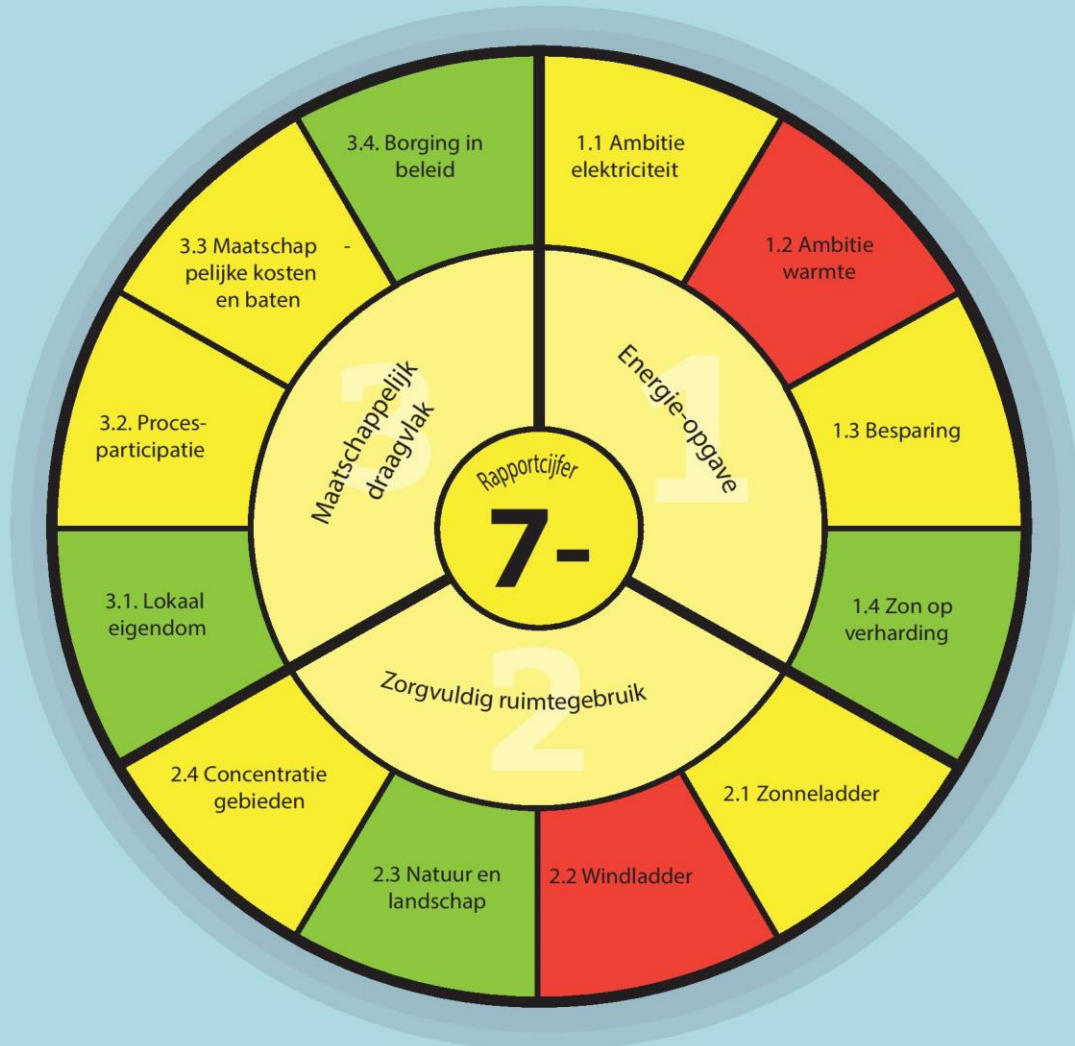 Rapportcijfer
7-
1
Energie-opgave
1.1 Ambitie
elektriciteit
1.2 Ambitie
warmte
1.3 Besparing
1.4 Zon op
verharding
2
Zorgvuldig ruimtegebruik
2.1 Zonneladder
2.2 Windladder
2.3 Natuur en
landschap
2.4 Concentratie
gebieden
3
Maatschappelijk
draagvlak
3.1. Lokaal
eigendom
3.2. Proces-
participatie
3.3 Maatschap -
pelijke kosten
en baten
3.4. Borging in
beleid